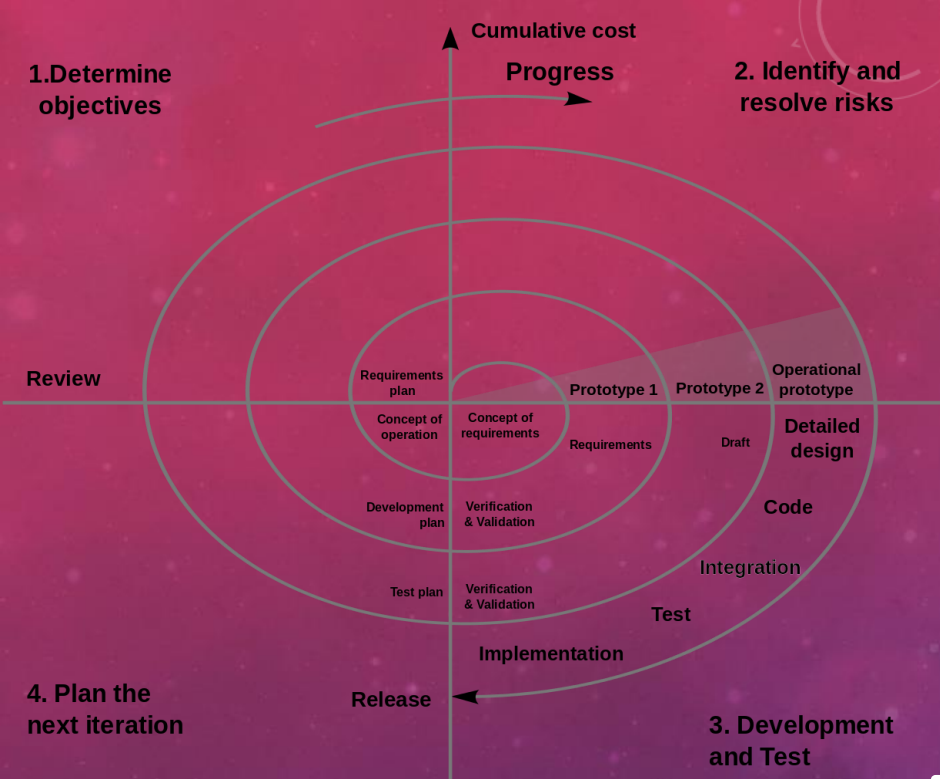 Cumulative cost
Progress
1.Determine
objectives
2. Identify and
resolve risks
Review
Requirements
plan
Prototype 1
Prototype 2
Operational
prototype
Concept of
operation
Concept of
requirements
Requirements
Draft
Detailed
design
Development
plan
Verification
& Validation
Code
Integration
Test plan
Verification
& Validation
Test
Implementation
Release
4. Plan the
next iteration
3. Development
and Test